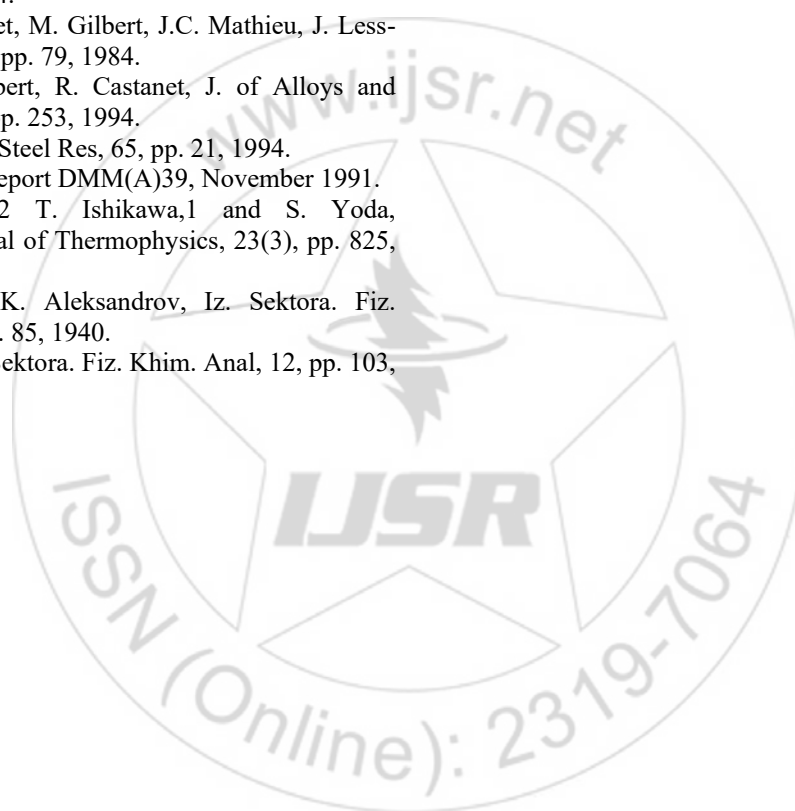 et, M. Gilbert, J.C. Mathieu, J. Less-
pp. 79, 1984.
bert, R. Castanet, J. of Alloys and
p. 253, 1994.
Steel Res, 65, pp. 21, 1994.
eport DMM(A)39, November 1991.
2 T. Ishikawa,1 and S. Yoda,
al of Thermophysics, 23(3), pp. 825,
K. Aleksandrov, Iz. Sektora. Fiz.
. 85, 1940.
ektora. Fiz. Khim. Anal, 12, pp. 103,
www.ijsr.net
IJSR
ISSN (Online): 2319-7064